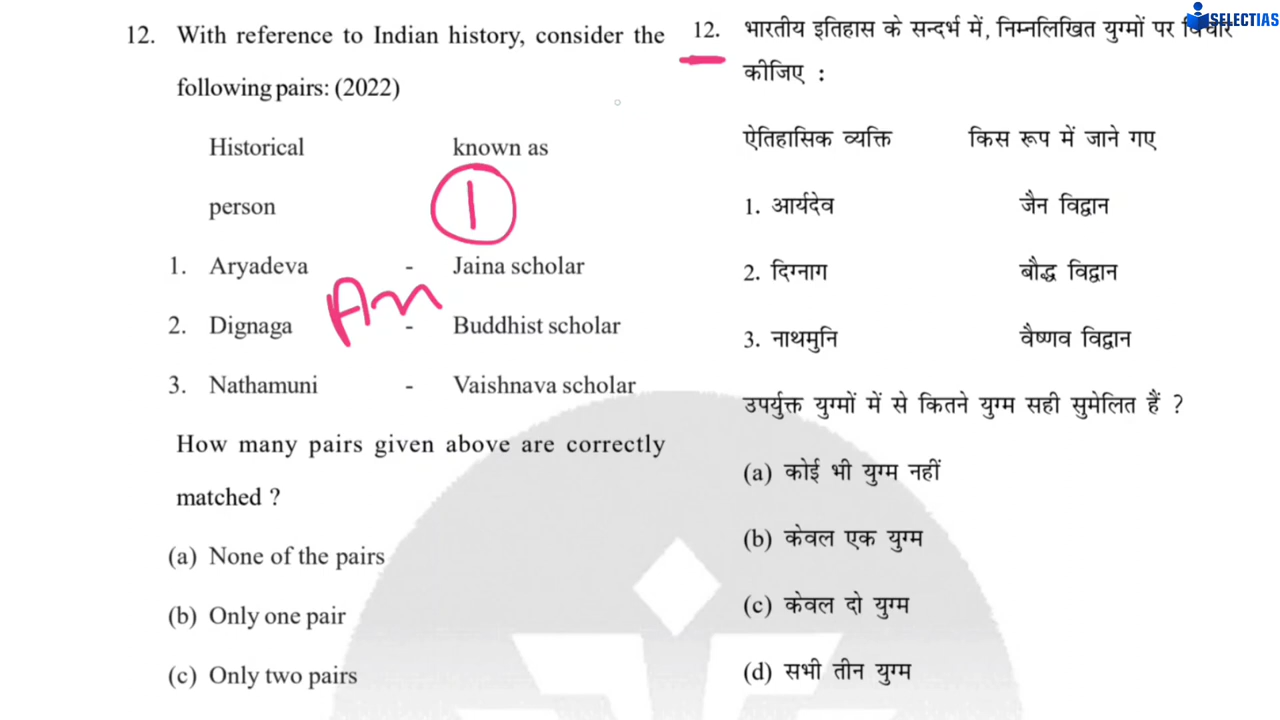 SELECTIAS
12. With reference to Indian history, consider the
following pairs: (2022)
Historical known as
person
1
1. Aryadeva - Jaina scholar
An
2. Dignaga - Buddhist scholar
3. Nathamuni - Vaishnava scholar
How many pairs given above are correctly
matched ?
(a) None of the pairs
(b) Only one pair
(c) Only two pairs
12. भारतीय इतिहास के सन्दर्भ में, निम्नलिखित युग्मों पर विचार
कीजिए :
ऐतिहासिक व्यक्ति किस रूप में जाने गए
1. आर्यदेव जैन विद्वान
2. दिग्नाग बौद्ध विद्वान
3. नाथमुनि वैष्णव विद्वान
उपर्युक्त युग्मों में से कितने युग्म सही सुमेलित हैं ?
(a) कोई भी युग्म नहीं
(b) केवल एक युग्म
(c) केवल दो युग्म
(d) सभी तीन युग्म